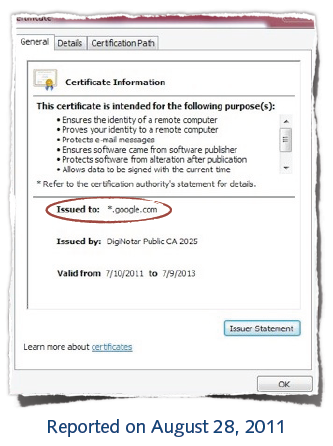 Certificate
General Details Certification Path
Certificate Information
This certificate is intended for the following purpose(s):
• Ensures the identity of a remote computer
• Proves your identity to a remote computer
• Protects e-mail messages
• Ensures software came from software publisher
• Protects software from alteration after publication
• Allows data to be signed with the current time
* Refer to the certification authority's statement for details.
Issued to: *.google.com
Issued by: DigiNotar Public CA 2025
Valid from 7/10/2011 to 7/9/2013
Issuer Statement
Learn more about certificates
OK
Reported on August 28, 2011